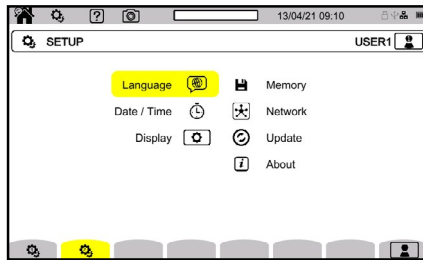 ?
13/04/21 09:10
SETUP
USER1
Language
Memory
Date / Time
Network
Display
Update
i
About